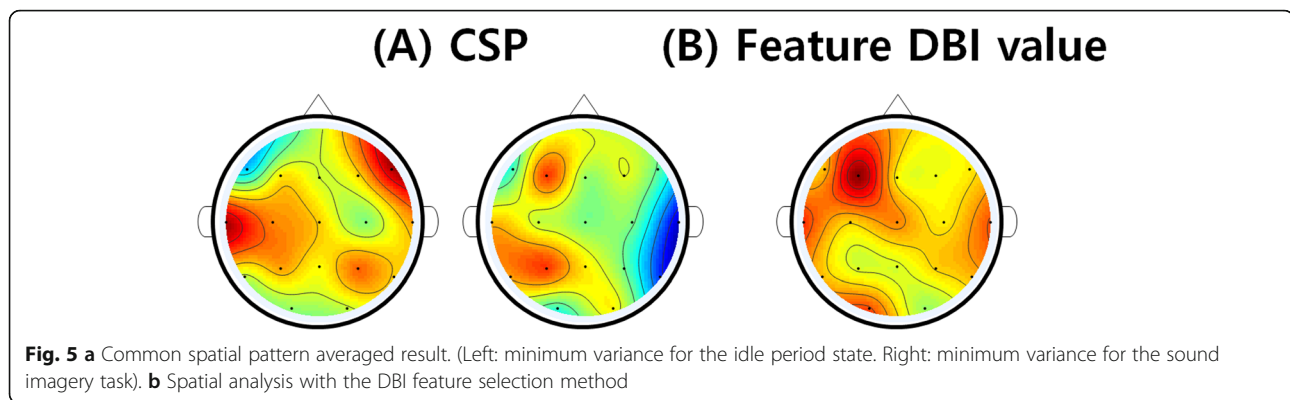 (A) CSP (B) Feature DBI value
Fig. 5 a Common spatial pattern averaged result. (Left: minimum variance for the idle period state. Right: minimum variance for the sound
imagery task). b Spatial analysis with the DBI feature selection method